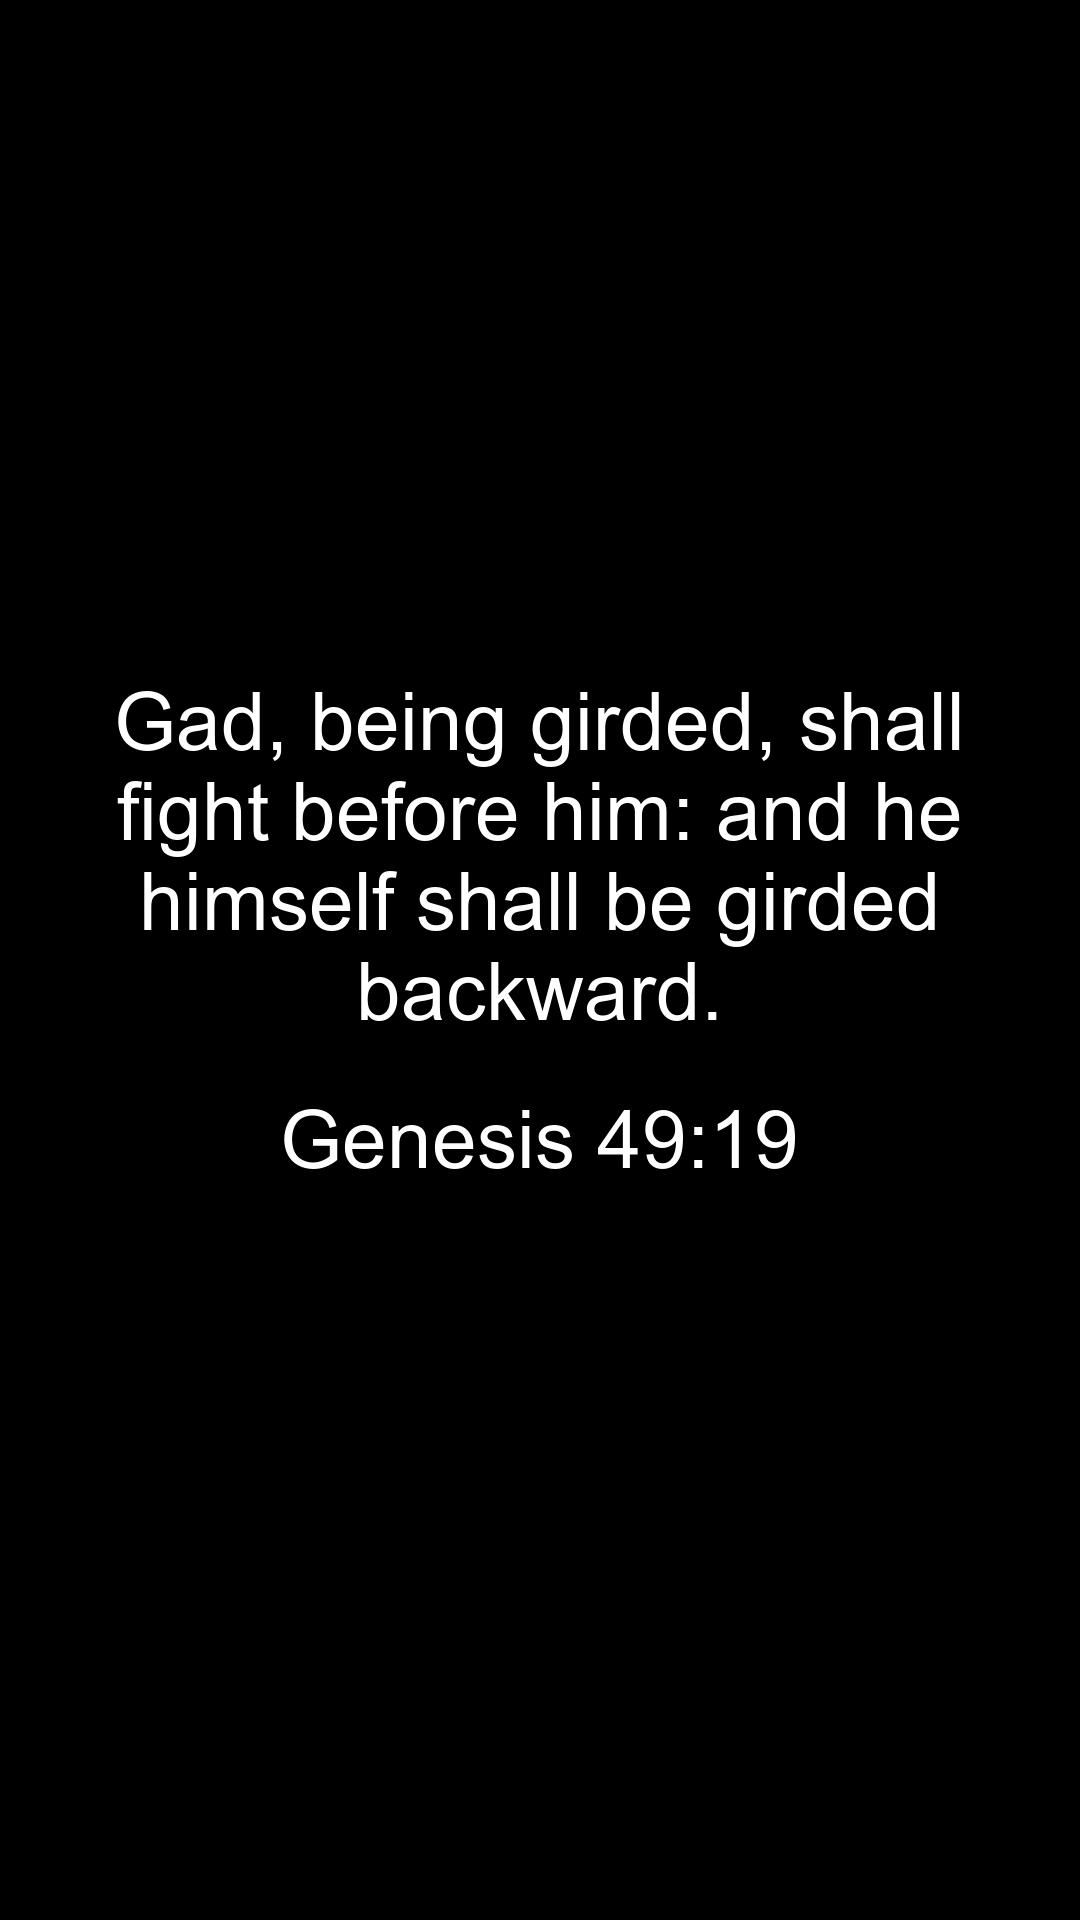 Gad, being girded, shall
fight before him: and he
himself shall be girded
backward.
Genesis 49:19